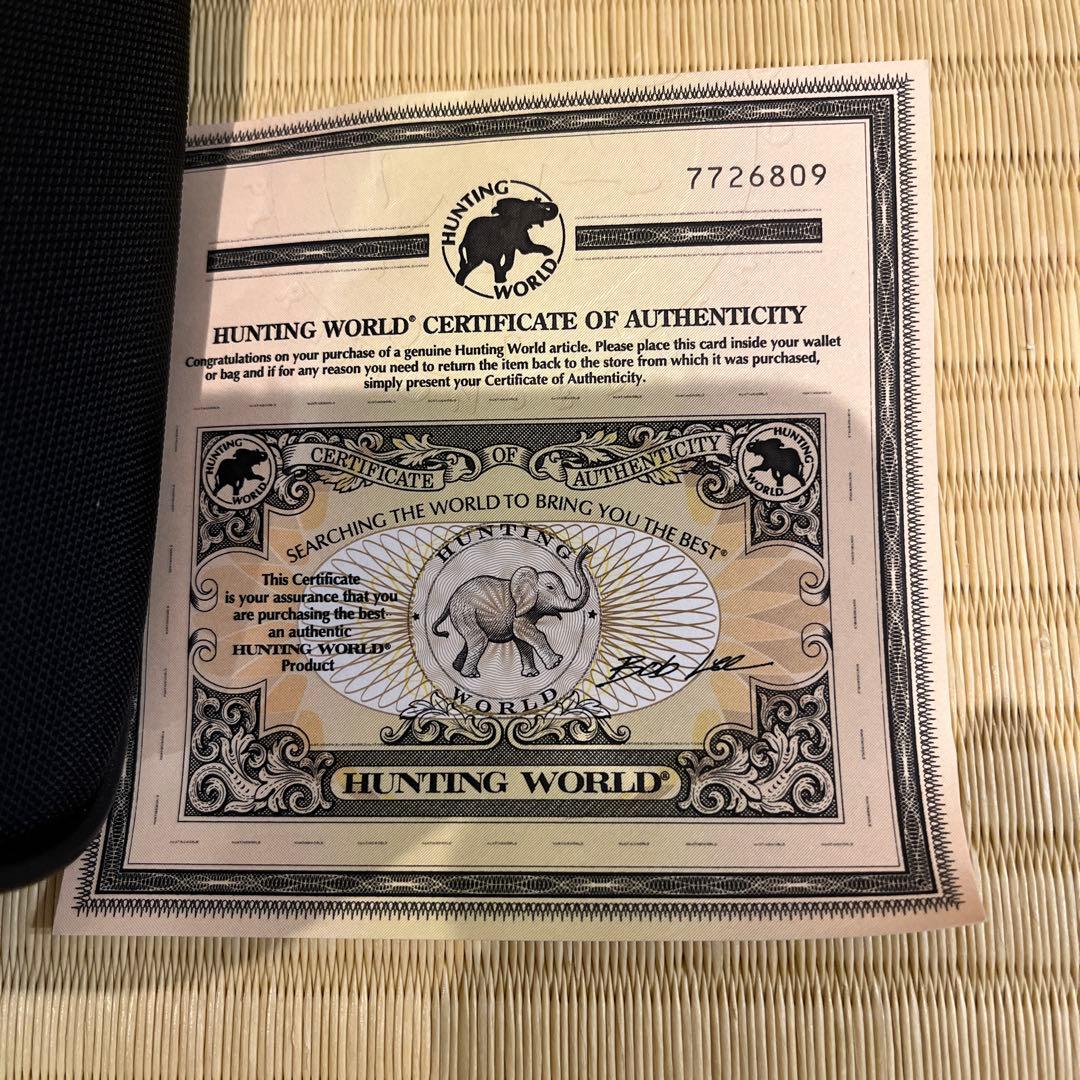 7726809
HUNTING
WORLD
HUNTING WORLD® CERTIFICATE OF AUTHENTICITY
Congratulations on your purchase of a genuine Hunting World article. Please place this card inside your wallet
or bag and if for any reason you need to return the item back to the store from which it was purchased,
simply present your Certificate of Authenticity.
HUNTING
WORLD
CERTIFICATE OF AUTHENTICITY
HUNTING
WORLD
SEARCHING THE WORLD TO BRING YOU THE BEST®
HUNTING
WORLD
This Certificate
is your assurance that you
are purchasing the best
an authentic
HUNTING WORLD®
Product
Bob Lee
HUNTING WORLD®